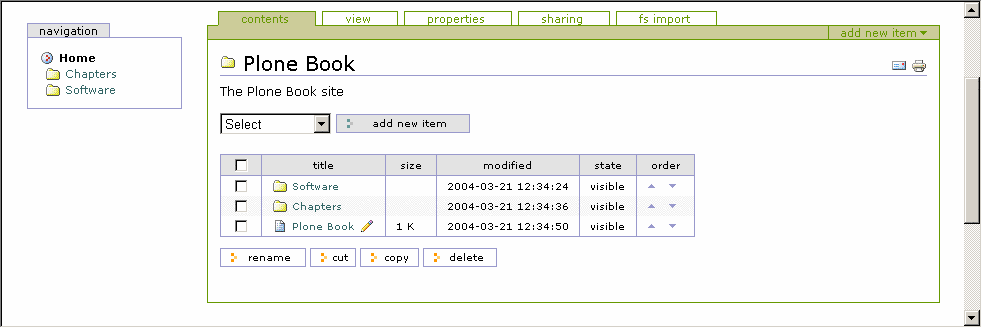 contents view properties sharing fs import
navigation
add new item
Home
Chapters
Software
Plone Book
The Plone Book site
Select add new item
title size modified state order
Software 2004-03-21 12:34:24 visible
Chapters 2004-03-21 12:34:36 visible
Plone Book 1 K 2004-03-21 12:34:50 visible
rename cut copy delete